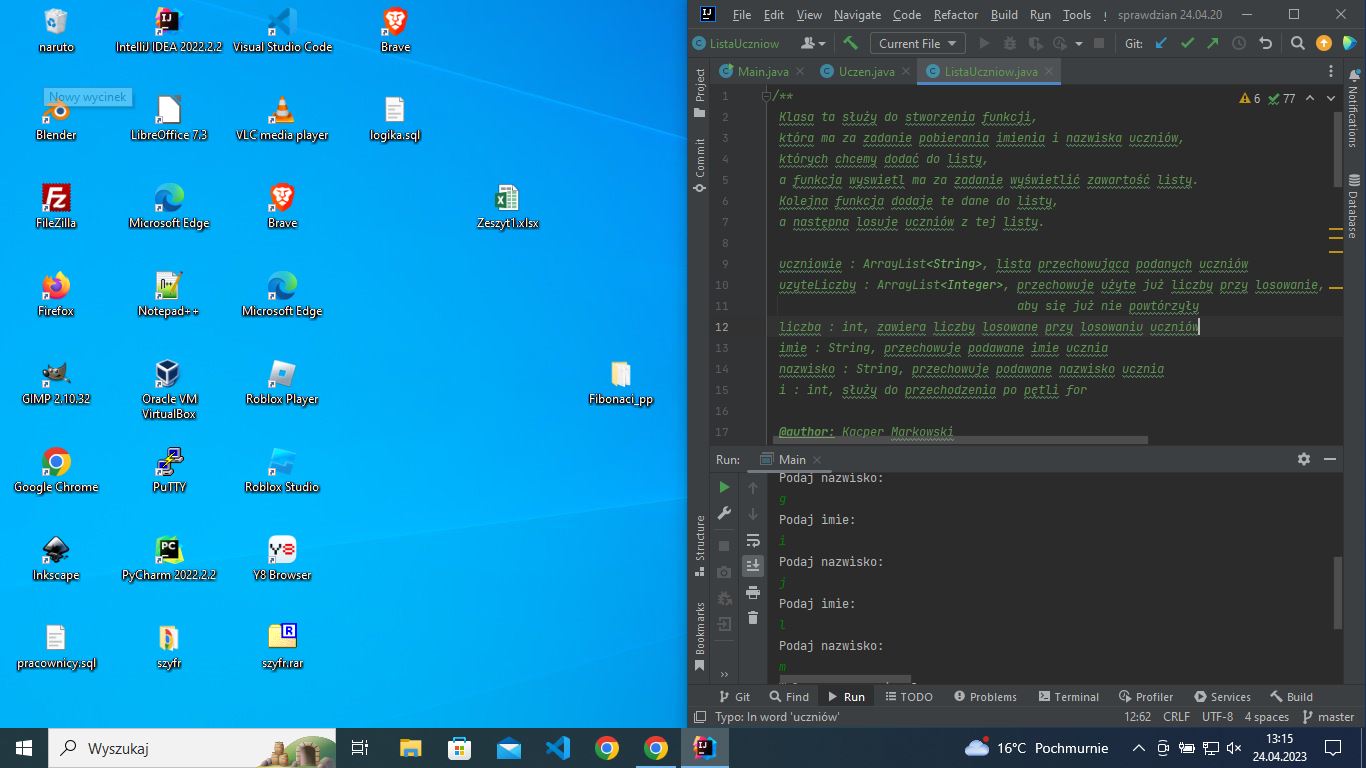 naruto
IntelliJ IDEA 2022.2.2
Visual Studio Code
Brave
Nowy wycinek
Blender
LibreOffice 7.3
VLC media player
logika.sql
FileZilla
Microsoft Edge
Brave
Zeszyt1.xlsx
Firefox
Notepad++
Microsoft Edge
GIMP 2.10.32
Oracle VM
VirtualBox
Roblox Player
Fibonaci_pp
Google Chrome
PuTTY
Roblox Studio
Inkscape
PyCharm 2022.2.2
Y8 Browser
pracownicy.sql
szyfr
szyfr.rar
File Edit View Navigate Code Refactor Build Run Tools sprawdzian 24.04.20
ListaUczniow
Current File
Git:
Main.java
Uczen.java
ListaUczniow.java
Project
Commit
Structure
Bookmarks
Notifications
Database
6
77
1 /**
2 Klasa ta służy do stworzenia funkcji,
3 która ma za zadanie pobierania imienia i nazwiska uczniów,
4 których chcemy dodać do listy,
5 a funkcja wyswietl ma za zadanie wyświetlić zawartość listy.
6 Kolejna funkcja dodaje te dane do listy,
7 a następna losuje uczniów z tej listy.
8
9 uczniowie : ArrayList<String>, lista przechowująca podanych uczniów
10 uzyteLiczby : ArrayList<Integer>, przechowuje użyte już liczby przy losowanie,
11 aby się już nie powtórzyły
12 liczba : int, zawiera liczby losowane przy losowaniu uczniów
13 imie : String, przechowuje podawane imie ucznia
14 nazwisko : String, przechowuje podawane nazwisko ucznia
15 i : int, służy do przechodzenia po pętli for
16
17 @author: Kacper Markowski
Run: Main
Podaj nazwisko:
g
Podaj imie:
i
Podaj nazwisko:
j
Podaj imie:
l
Podaj nazwisko:
m
Git Find Run TODO Problems Terminal Profiler Services Build
Typo: In word 'uczniów'
12:62 CRLF UTF-8 4 spaces master
Wyszukaj
16°C Pochmurnie
13:15
24.04.2023